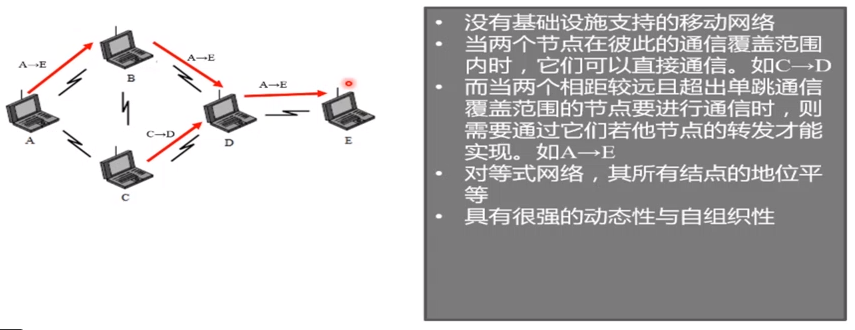 A→E
A→E
B
A→E
A
C→D
D
E
C
• 没有基础设施支持的移动网络
• 当两个节点在彼此的通信覆盖范围
内时，它们可以直接通信。如C→D
• 而当两个相距较远且超出单跳通信
覆盖范围的节点要进行通信时，则
需要通过它们若他节点的转发才能
实现。如A→E
• 对等式网络，其所有结点的地位平
等
• 具有很强的动态性与自组织性